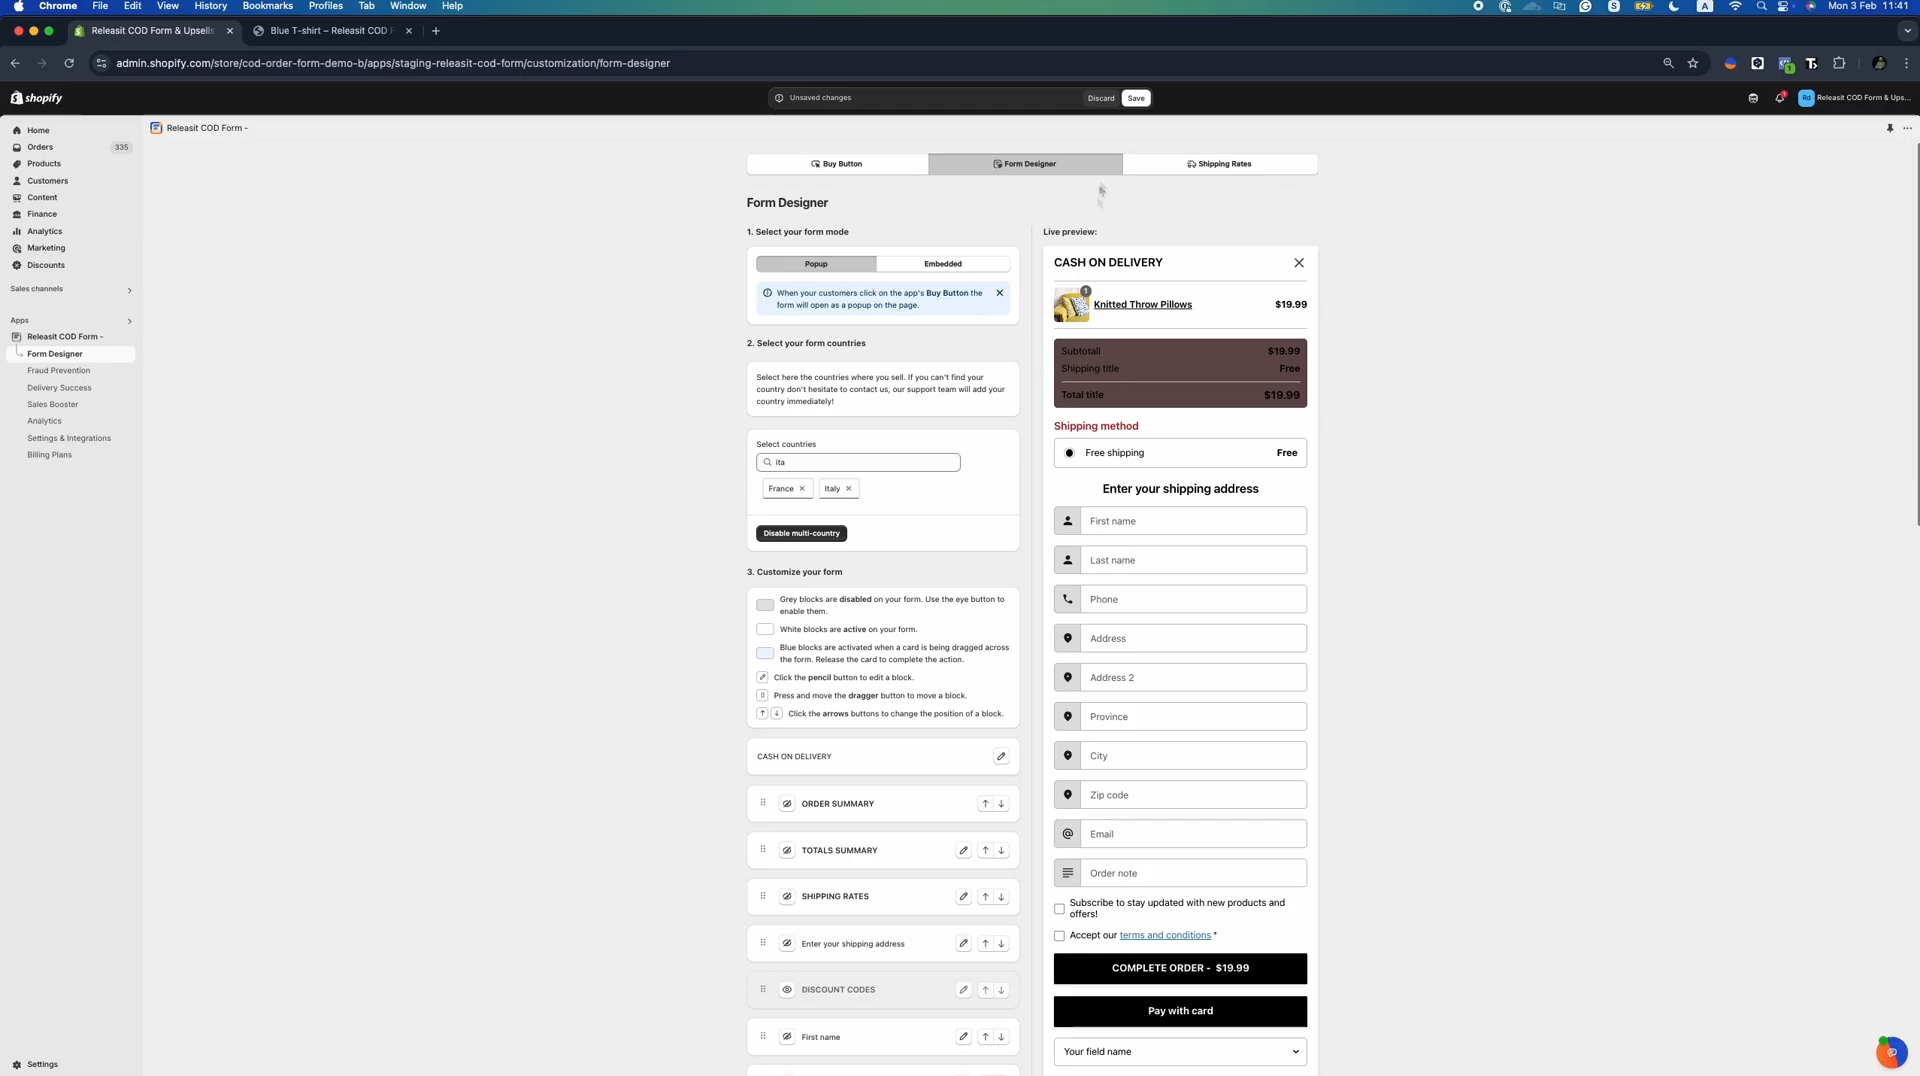 Chrome File Edit View History Bookmarks Profiles Tab Window Help
A Mon 3 Feb 11:41
Releasit COD Form & Upsells
Blue T-shirt – Releasit COD F
admin.shopify.com/store/cod-order-form-demo-b/apps/staging-releasit-cod-form/customization/form-designer
shopify
Unsaved changes
Discard
Save
Rd Releasit COD Form & Ups...
Home
Orders 335
Products
Customers
Content
Finance
Analytics
Marketing
Discounts
Sales channels
Apps
Releasit COD Form -
Form Designer
Fraud Prevention
Delivery Success
Sales Booster
Analytics
Settings & Integrations
Billing Plans
Settings
Releasit COD Form -
Buy Button
Form Designer
Shipping Rates
Form Designer
1. Select your form mode
Popup
Embedded
When your customers click on the app's Buy Button the
form will open as a popup on the page.
2. Select your form countries
Select here the countries where you sell. If you can't find your
country don't hesitate to contact us, our support team will add your
country immediately!
Select countries
ita
France
Italy
Disable multi-country
3. Customize your form
Grey blocks are disabled on your form. Use the eye button to
enable them.
White blocks are active on your form.
Blue blocks are activated when a card is being dragged across
the form. Release the card to complete the action.
Click the pencil button to edit a block.
Press and move the dragger button to move a block.
Click the arrows buttons to change the position of a block.
CASH ON DELIVERY
ORDER SUMMARY
TOTALS SUMMARY
SHIPPING RATES
Enter your shipping address
DISCOUNT CODES
First name
Live preview:
CASH ON DELIVERY
1
Knitted Throw Pillows $19.99
Subtotall $19.99
Shipping title Free
Total title $19.99
Shipping method
Free shipping Free
Enter your shipping address
First name
Last name
Phone
Address
Address 2
Province
City
Zip code
Email
Order note
Subscribe to stay updated with new products and
offers!
Accept our terms and conditions *
COMPLETE ORDER - $19.99
Pay with card
Your field name